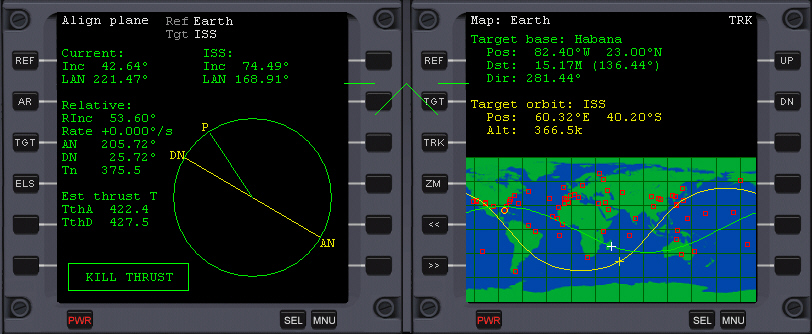 Align plane Ref Earth
Tgt ISS
Current: ISS:
Inc 42.64° Inc 74.49°
LAN 221.47° LAN 168.91°
Relative:
RInc 53.60°
Rate +0.000°/s
AN 205.72°
DN 25.72°
Tn 375.5
Est thrust T
TthA 422.4
TthD 427.5
P
DN
AN
KILL THRUST
REF
AR
TGT
ELS
PWR
SEL
MNU
Map: Earth TRK
Target base: Habana
Pos: 82.40°W 23.00°N
Dst: 15.17M (136.44°)
Dir: 281.44°
Target orbit: ISS
Pos: 60.32°E 40.20°S
Alt: 366.5k
REF
TGT
TRK
ZM
<<
>>
UP
DN
PWR
SEL
MNU